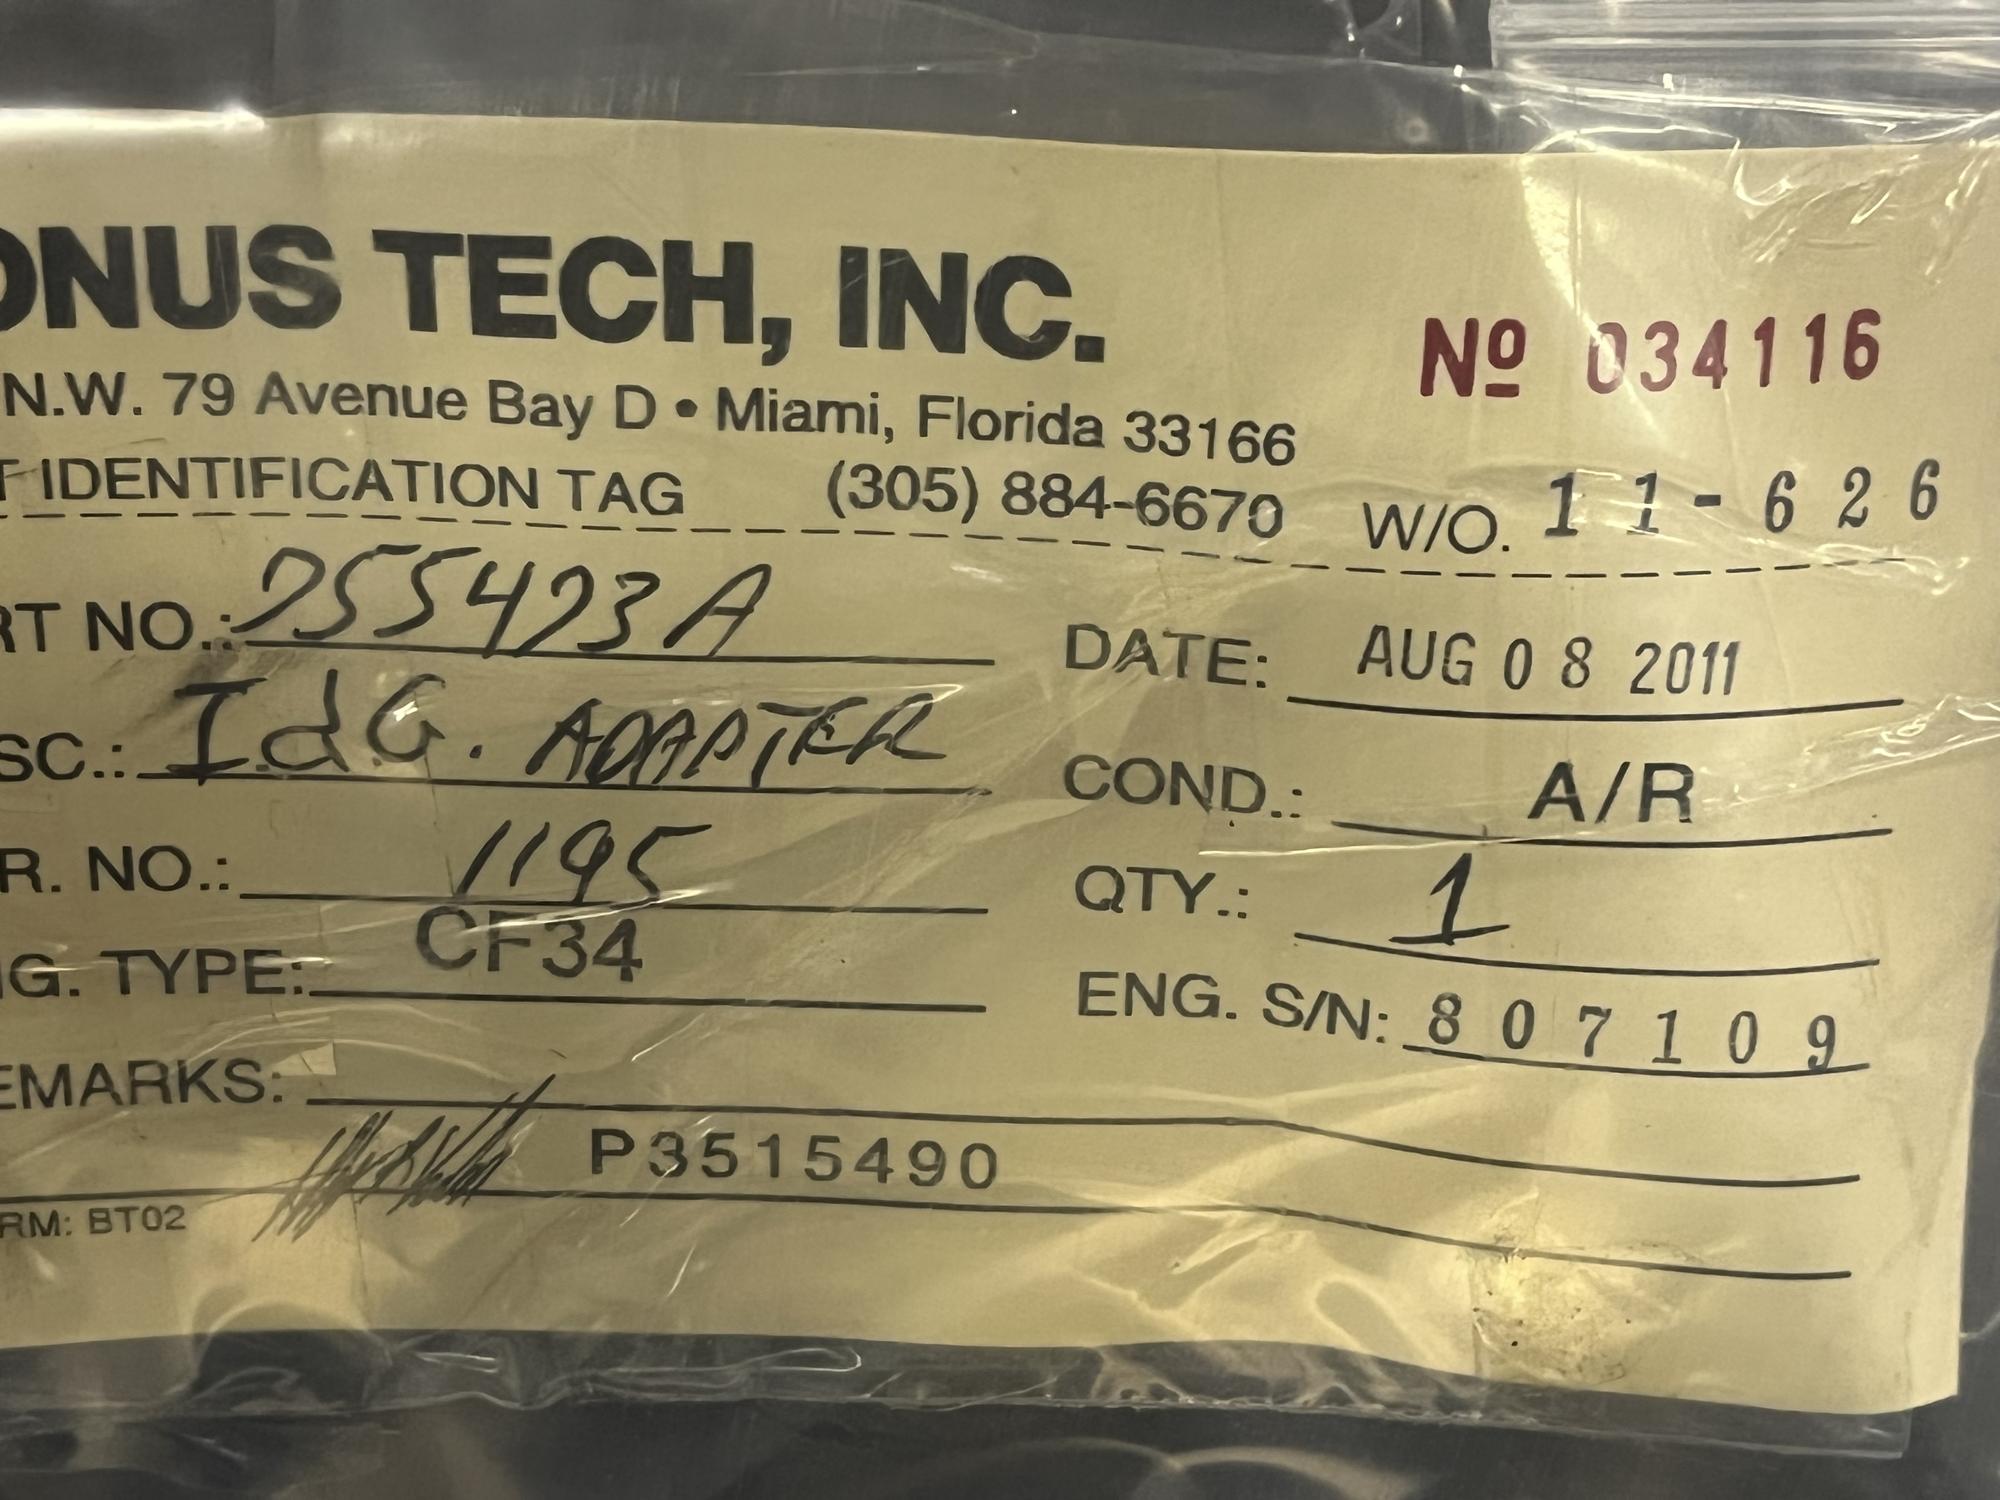 ONUS TECH, INC.
Nº 034116
N.W. 79 Avenue Bay D • Miami, Florida 33166
T IDENTIFICATION TAG (305) 884-6670
W/O. 11-626
RT NO.: 755473A
DATE: AUG 08 2011
SC.: IdG. ADAPTER
COND.: A/R
R. NO.: 1195
QTY.: 1
G. TYPE: CF34
ENG. S/N: 807109
EMARKS:
P3515490
RM: BT02